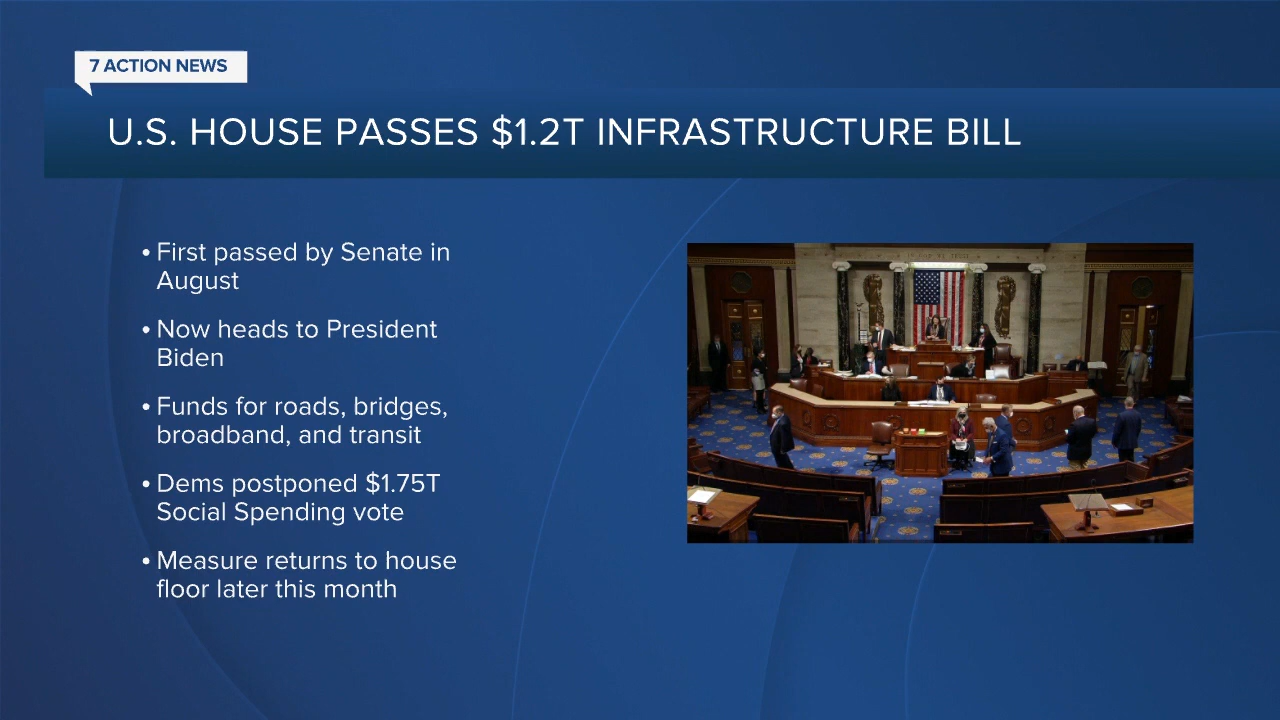 7 ACTION NEWS
U.S. HOUSE PASSES $1.2T INFRASTRUCTURE BILL
• First passed by Senate in
August
• Now heads to President
Biden
• Funds for roads, bridges,
broadband, and transit
• Dems postponed $1.75T
Social Spending vote
• Measure returns to house
floor later this month